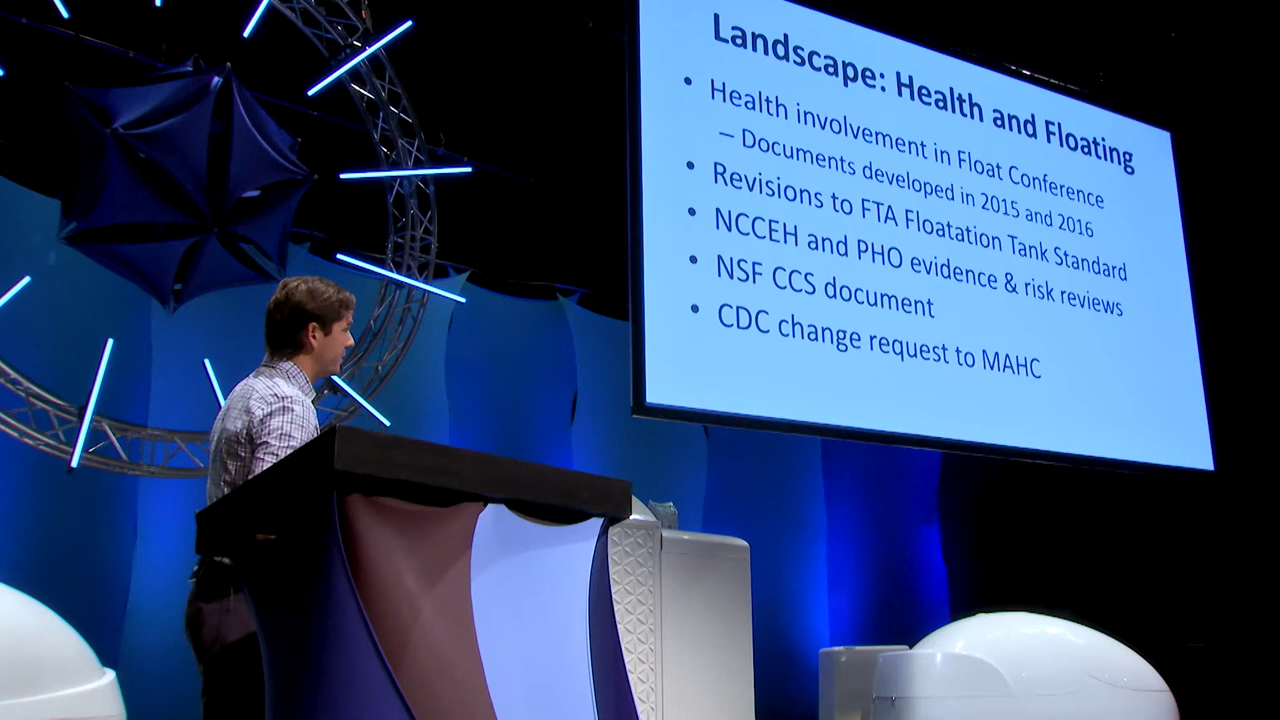 Landscape: Health and Floating
• Health involvement in Float Conference
– Documents developed in 2015 and 2016
• Revisions to FTA Floatation Tank Standard
• NCCEH and PHO evidence & risk reviews
• NSF CCS document
• CDC change request to MAHC